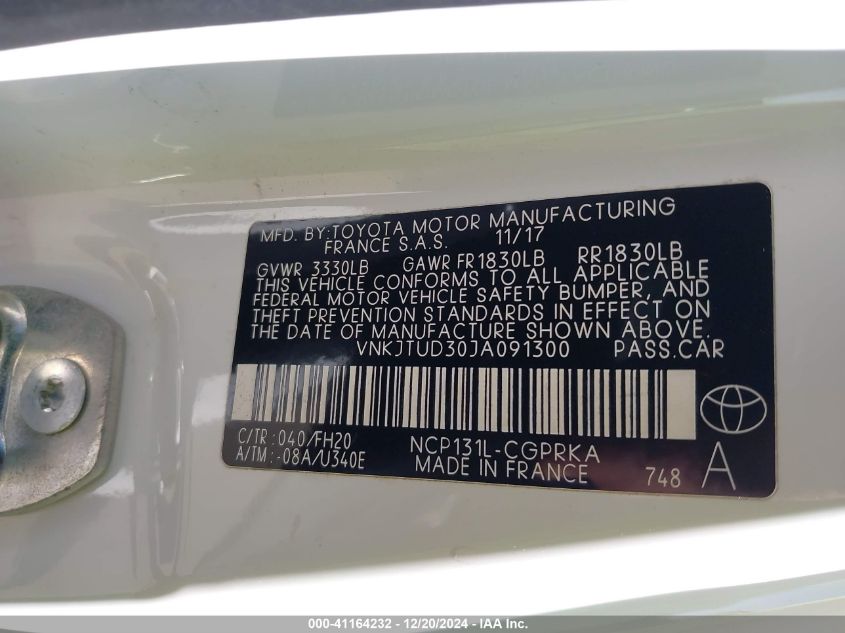 MFD. BY:TOYOTA MOTOR MANUFACTURING
FRANCE S.A.S. 11/17
GVWR 3330LB GAWR FR1830LB RR1830LB
THIS VEHICLE CONFORMS TO ALL APPLICABLE
FEDERAL MOTOR VEHICLE SAFETY BUMPER, AND
THEFT PREVENTION STANDARDS IN EFFECT ON
THE DATE OF MANUFACTURE SHOWN ABOVE.
VNKJTUD30JA091300 PASS.CAR
C/TR:040/FH20 NCP131L-CGPRKA
A/TM:-08A/U340E MADE IN FRANCE 748 A
000-41164232 - 12/20/2024 - IAA Inc.